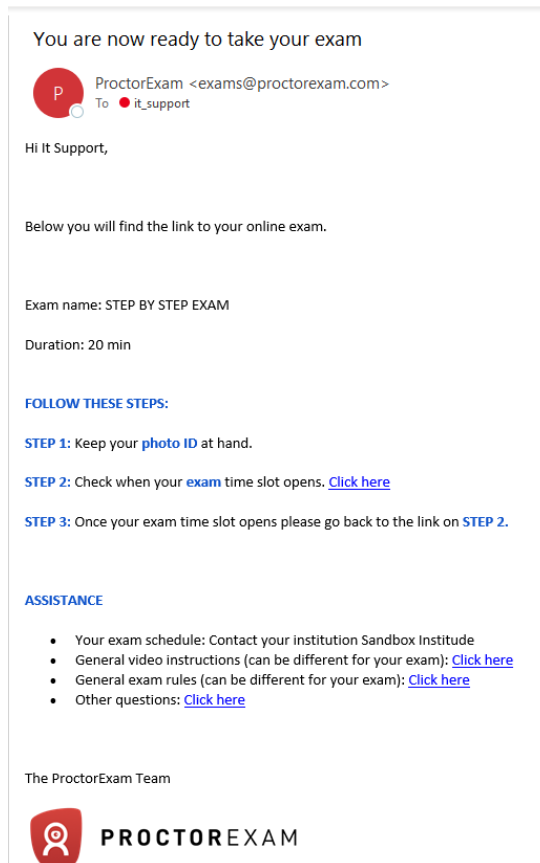 You are now ready to take your exam
P
ProctorExam <exams@proctorexam.com>
To it_support
Hi It Support,
Below you will find the link to your online exam.
Exam name: STEP BY STEP EXAM
Duration: 20 min
FOLLOW THESE STEPS:
STEP 1: Keep your photo ID at hand.
STEP 2: Check when your exam time slot opens. Click here
STEP 3: Once your exam time slot opens please go back to the link on STEP 2.
ASSISTANCE
• Your exam schedule: Contact your institution Sandbox Institude
• General video instructions (can be different for your exam): Click here
• General exam rules (can be different for your exam): Click here
• Other questions: Click here
The ProctorExam Team
PROCTOREXAM